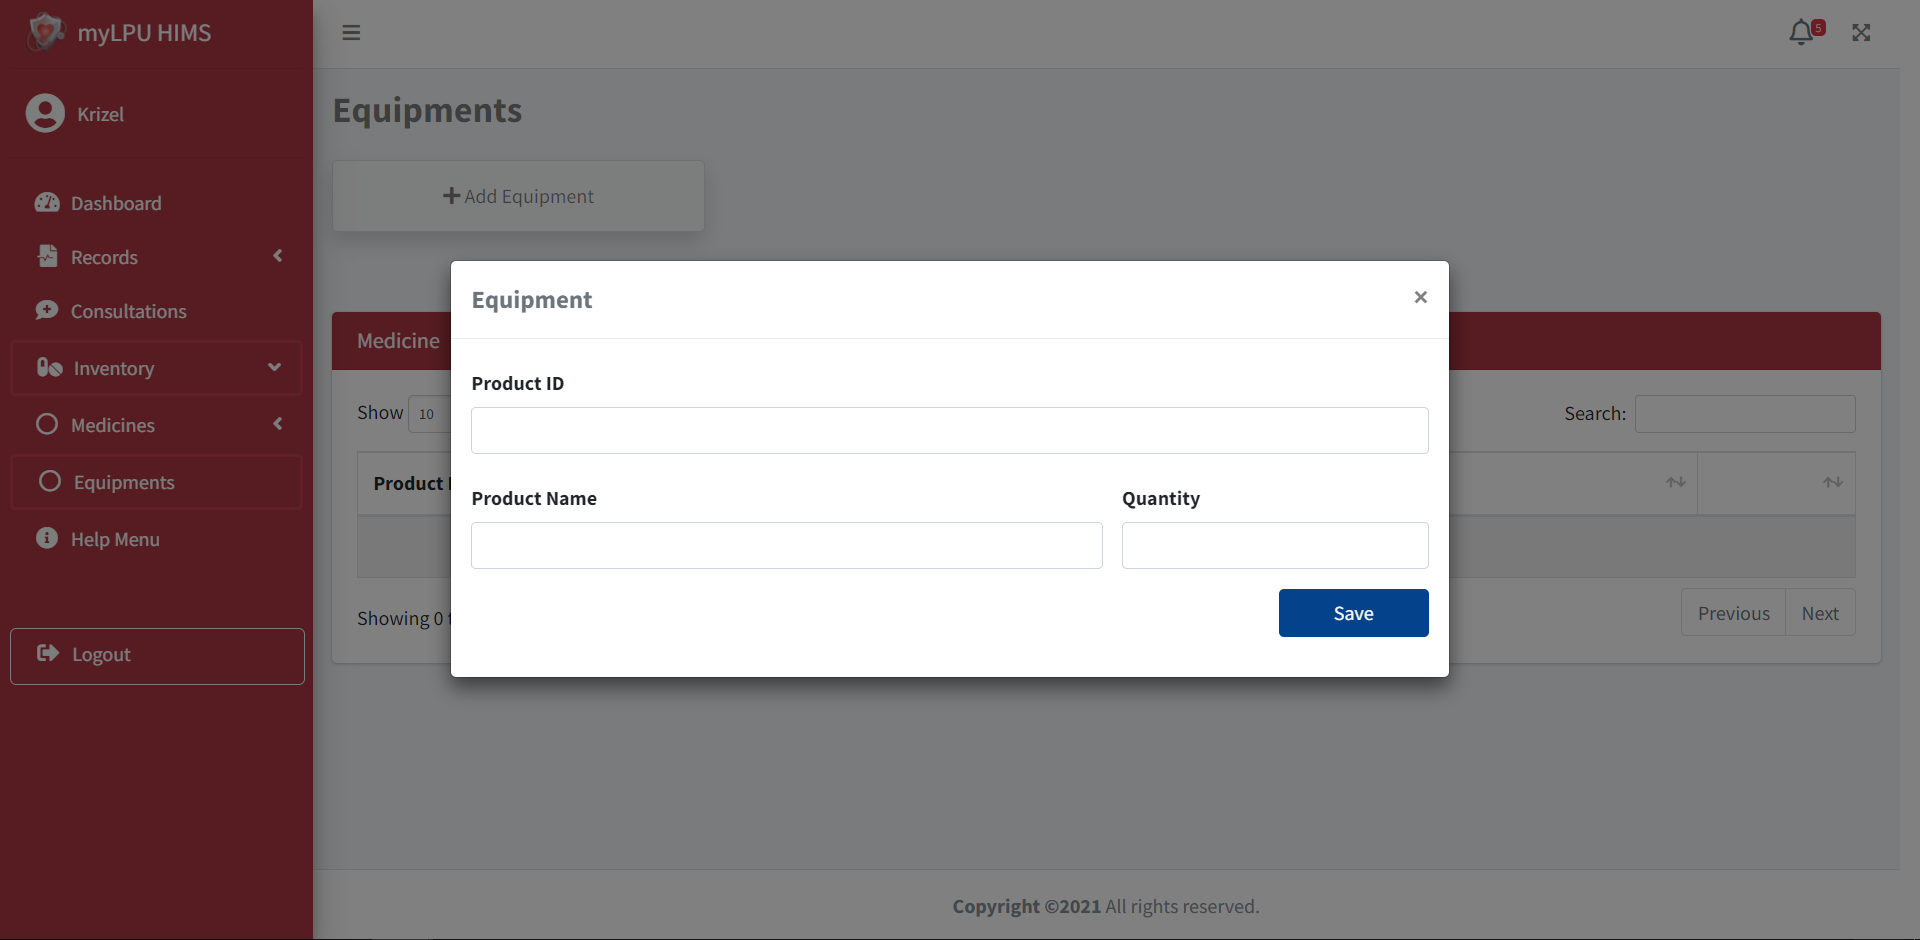 myLPU HIMS
5
Krizel
Equipments
Dashboard
Add Equipment
Records
Consultations
Equipment
×
Medicine
Inventory
Product ID
Show 10
Search:
Medicines
Product
Equipments
Product Name
Quantity
Help Menu
Save
Showing 0
Previous
Next
Logout
Copyright ©2021 All rights reserved.